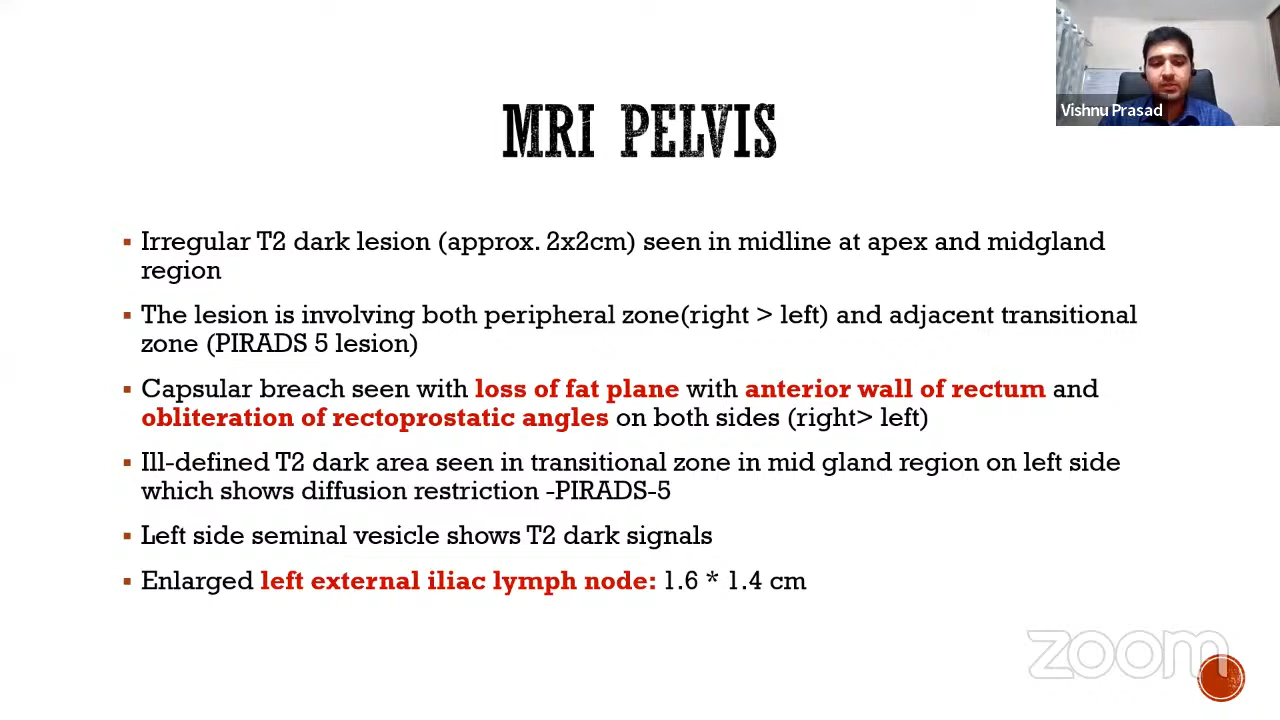 Vishnu Prasad
MRI PELVIS
▪ Irregular T2 dark lesion (approx. 2x2cm) seen in midline at apex and midgland
region
▪ The lesion is involving both peripheral zone(right > left) and adjacent transitional
zone (PIRADS 5 lesion)
▪ Capsular breach seen with loss of fat plane with anterior wall of rectum and
obliteration of rectoprostatic angles on both sides (right> left)
▪ Ill-defined T2 dark area seen in transitional zone in mid gland region on left side
which shows diffusion restriction -PIRADS-5
▪ Left side seminal vesicle shows T2 dark signals
▪ Enlarged left external iliac lymph node: 1.6 * 1.4 cm
zoom